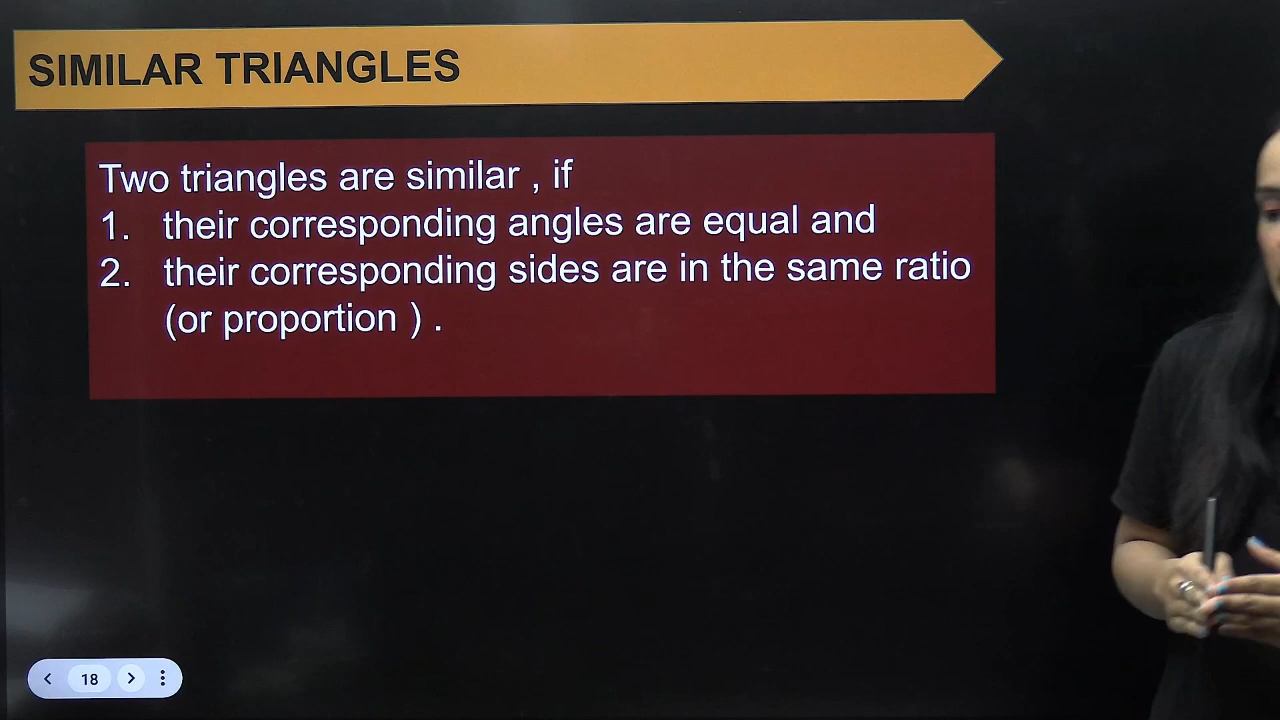 SIMILAR TRIANGLES
Two triangles are similar , if
1. their corresponding angles are equal and
2. their corresponding sides are in the same ratio
(or proportion ) .
18